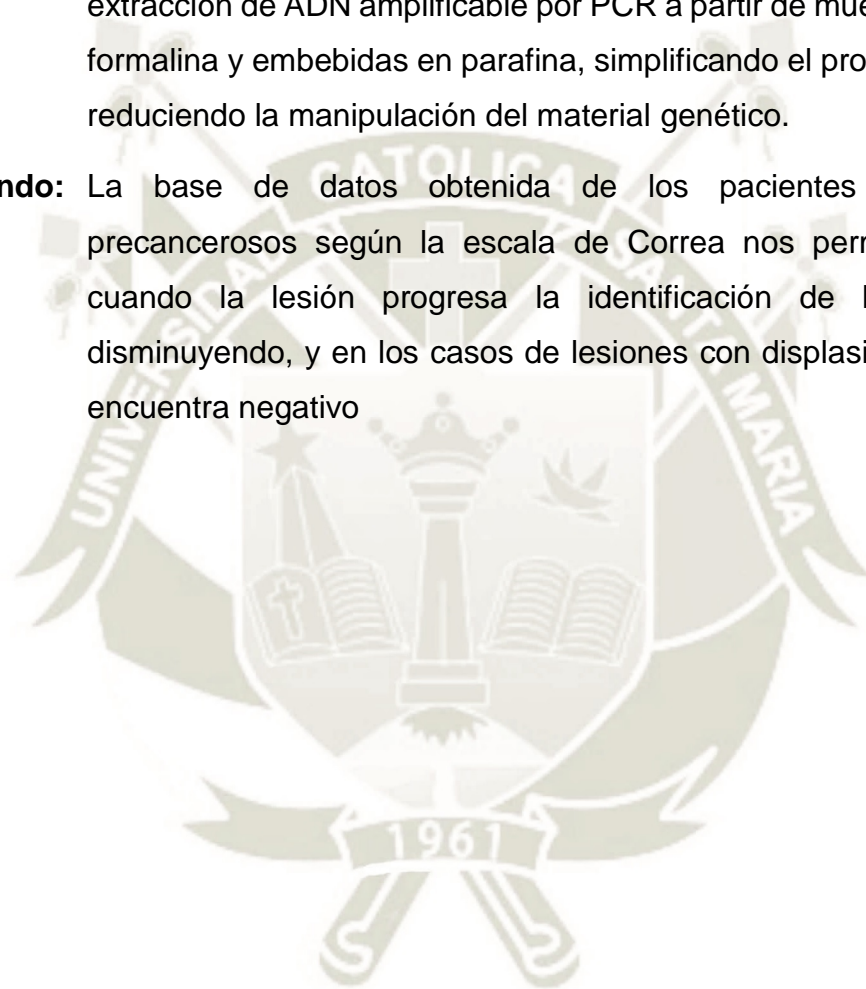 extracción de ADN amplificable por PCR a partir de mue
formalina y embebidas en parafina, simplificando el pro
reduciendo la manipulación del material genético.
ndo: La base de datos obtenida de los pacientes
precancerosos según la escala de Correa nos perr
cuando la lesión progresa la identificación de l
disminuyendo, y en los casos de lesiones con displasi
encuentra negativo
UNIVERSIDAD CATOLICA SANTA MARIA
1961